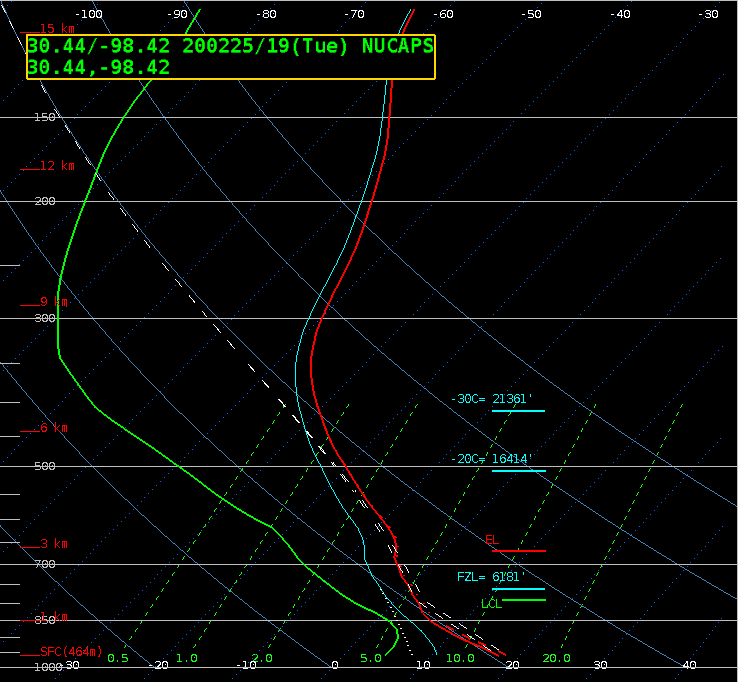 -100 -90 -80 -70 -60 -50 -40 -30
15 km
30.44/-98.42 200225/19(Tue) NUCAPS
30.44,-98.42
150
12 km
200
9 km
300
-30C= 21361'
6 km
-20C= 16414'
500
EL
3 km
700
FZL= 6181'
LCL
1 km
850
SFC(464m)
0.5 1.0 2.0 5.0 10.0 20.0
1000 -30 -20 -10 0 10 20 30 40